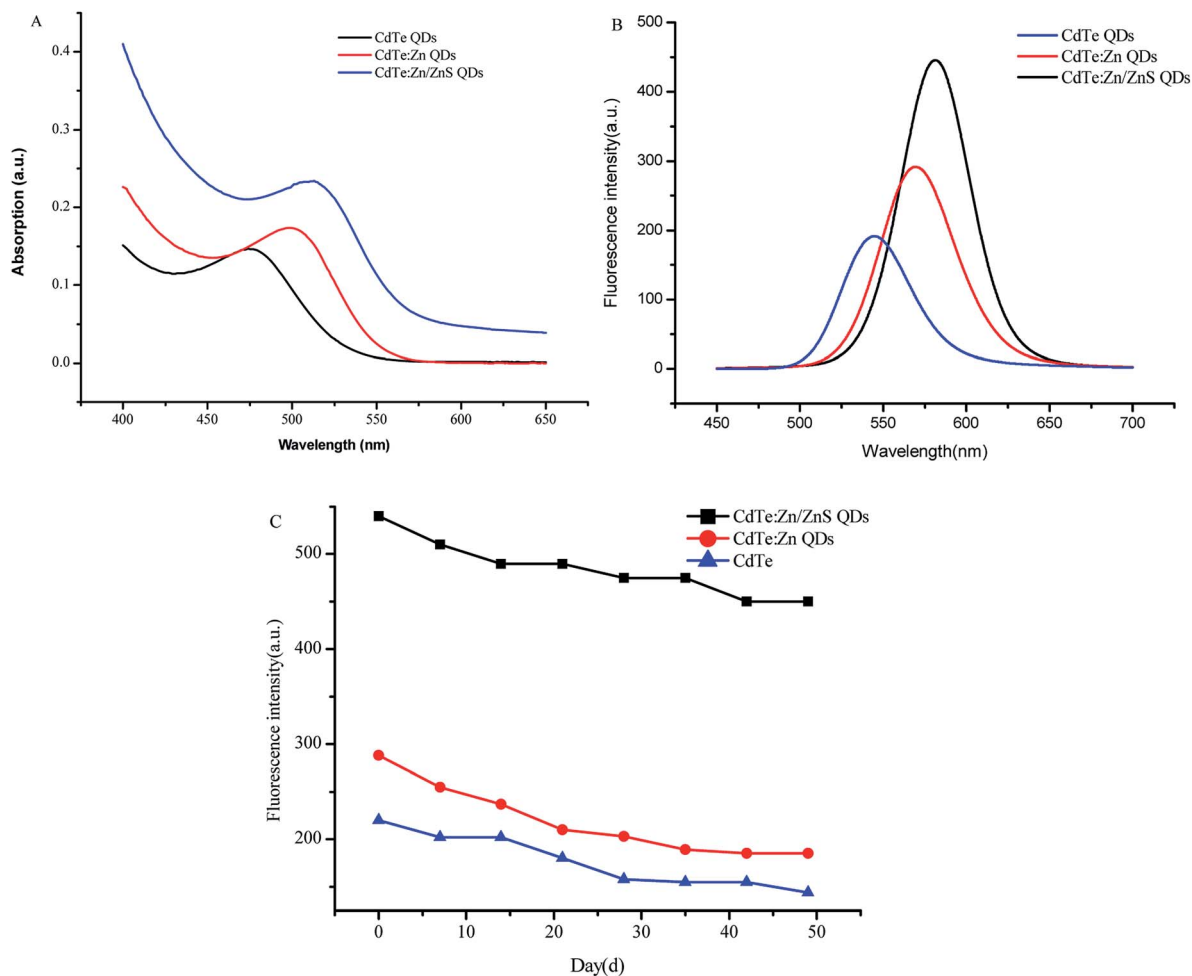 A
CdTe QDs
CdTe:Zn QDs
CdTe:Zn/ZnS QDs
0.4
0.3
0.2
0.1
0.0
Absorption (a.u.)
400 450 500 550 600 650
Wavelength (nm)
B
CdTe QDs
CdTe:Zn QDs
CdTe:Zn/ZnS QDs
500
400
300
200
100
0
Fluorescence intensity(a.u.)
450 500 550 600 650 700
Wavelength(nm)
C
CdTe:Zn/ZnS QDs
CdTe:Zn QDs
CdTe
500
400
300
200
Fluorescence intensity(a.u.)
0 10 20 30 40 50
Day(d)